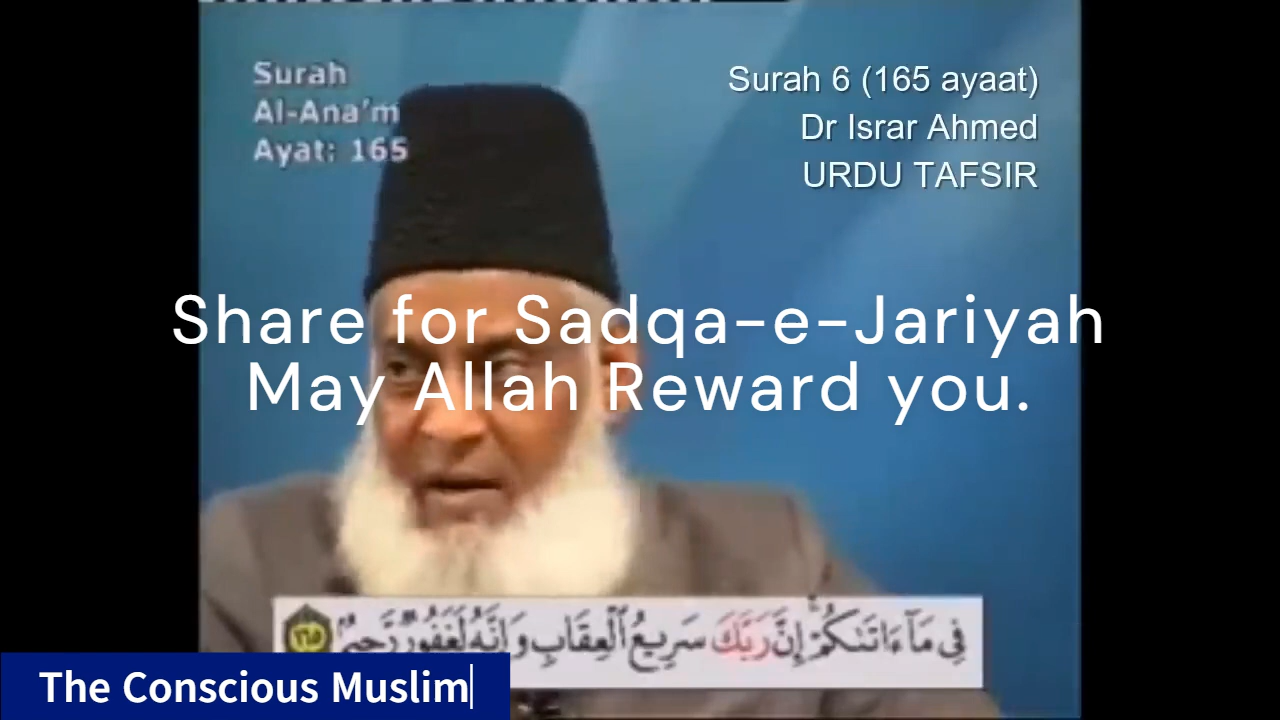 Surah
Al-Ana'm
Ayat: 165
Surah 6 (165 ayaat)
Dr Israr Ahmed
URDU TAFSIR
Share for Sadqa-e-Jariyah
May Allah Reward you.
فِي مَآ ءَاتَىٰكُمْ ۗ إِنَّ رَبَّكَ سَرِيعُ ٱلْعِقَابِ وَإِنَّهُۥ لَغَفُورٌ رَّحِيمٌۢ ١٦٥
The Conscious Muslim